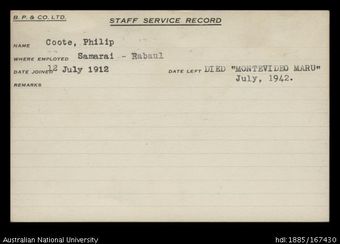 B.P. & CO. LTD.
STAFF SERVICE RECORD
NAME Coote, Philip
WHERE EMPLOYED Samarai - Rabaul
DATE JOINED 12 July 1912 DATE LEFT DIED "MONTEVIDEO MARU"
July, 1942.
REMARKS
Australian National University
hdl:1885/167430